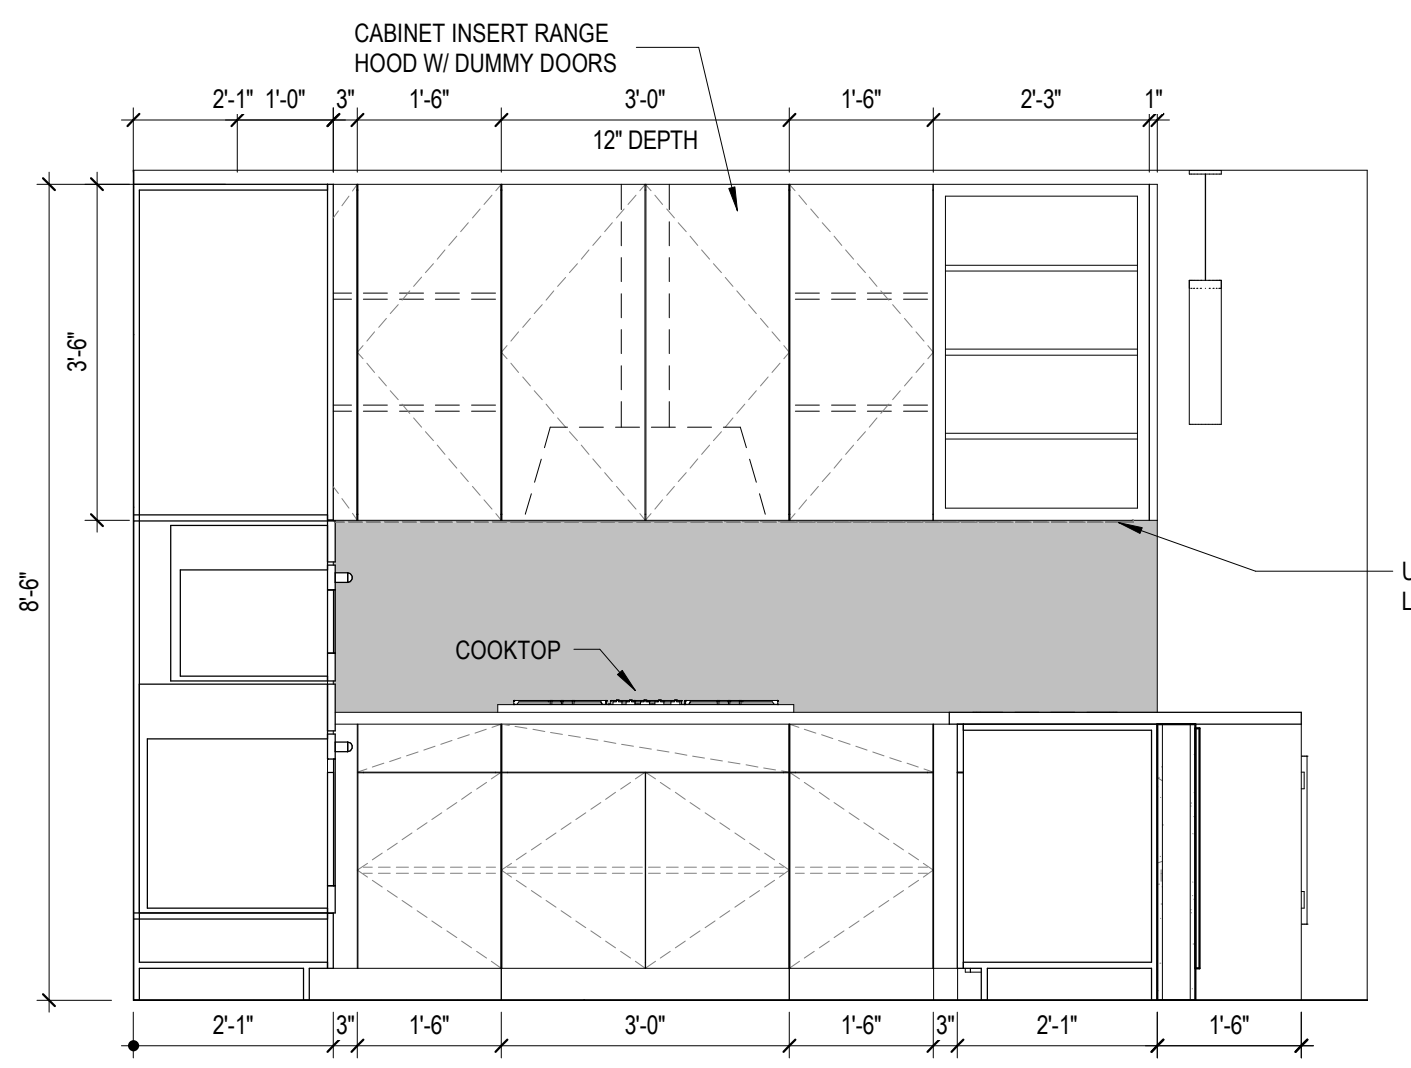 CABINET INSERT RANGE
HOOD W/ DUMMY DOORS
2'-1" 1'-0" 3" 1'-6" 3'-0" 1'-6" 2'-3" 1"
12" DEPTH
3'-6"
8'-6"
U
L
COOKTOP
2'-1" 3" 1'-6" 3'-0" 1'-6" 3" 2'-1" 1'-6"